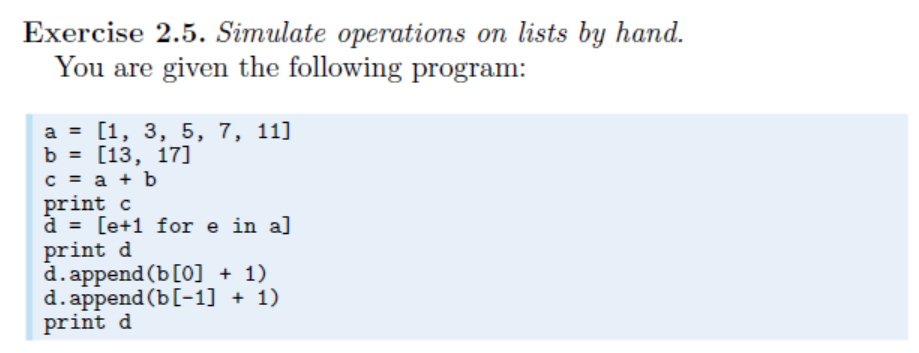 Exercise 2.5. Simulate operations on lists by hand.
You are given the following program:
a = [1, 3, 5, 7, 11]
b = [13, 17]
c = a + b
print c
d = [e+1 for e in a]
print d
d.append(b[0] + 1)
d.append(b[-1] + 1)
print d